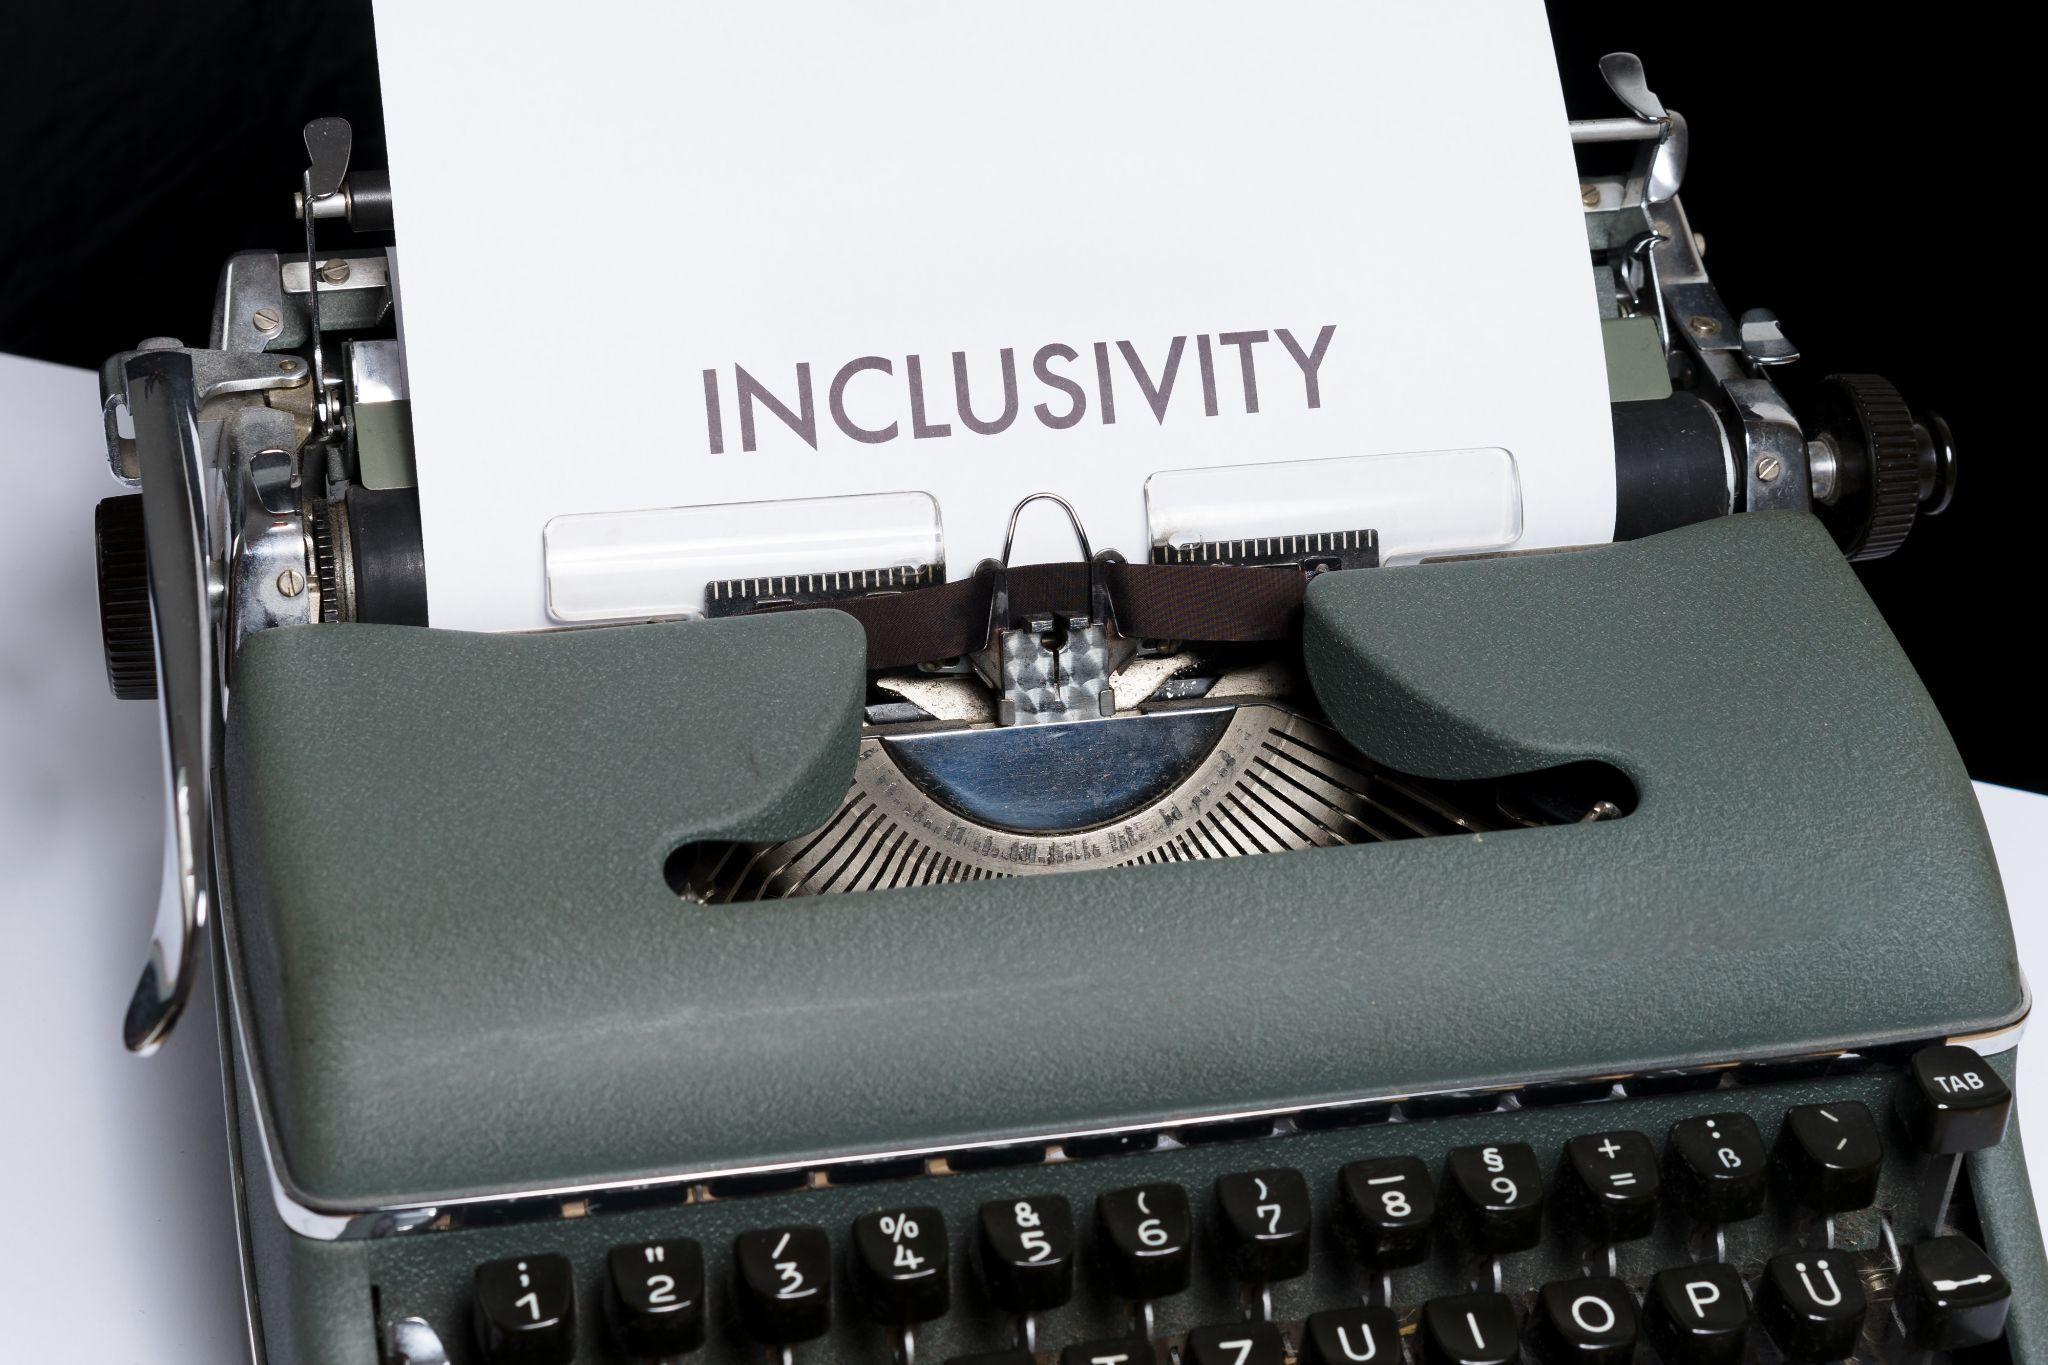 INCLUSIVITY
TAB
; " / % & ( ) _ § + : ` ´
1 2 3 4 5 6 7 8 9 = ß
T Z U I O P Ü